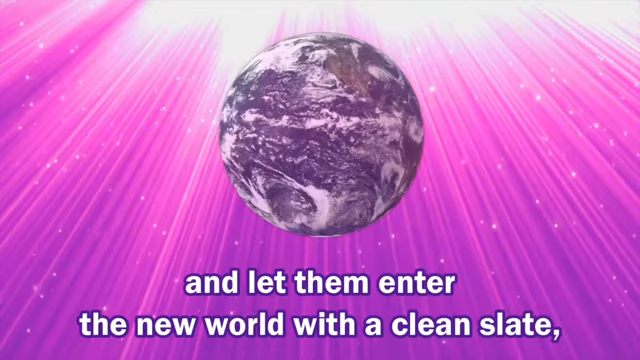 and let them enter
the new world with a clean slate,